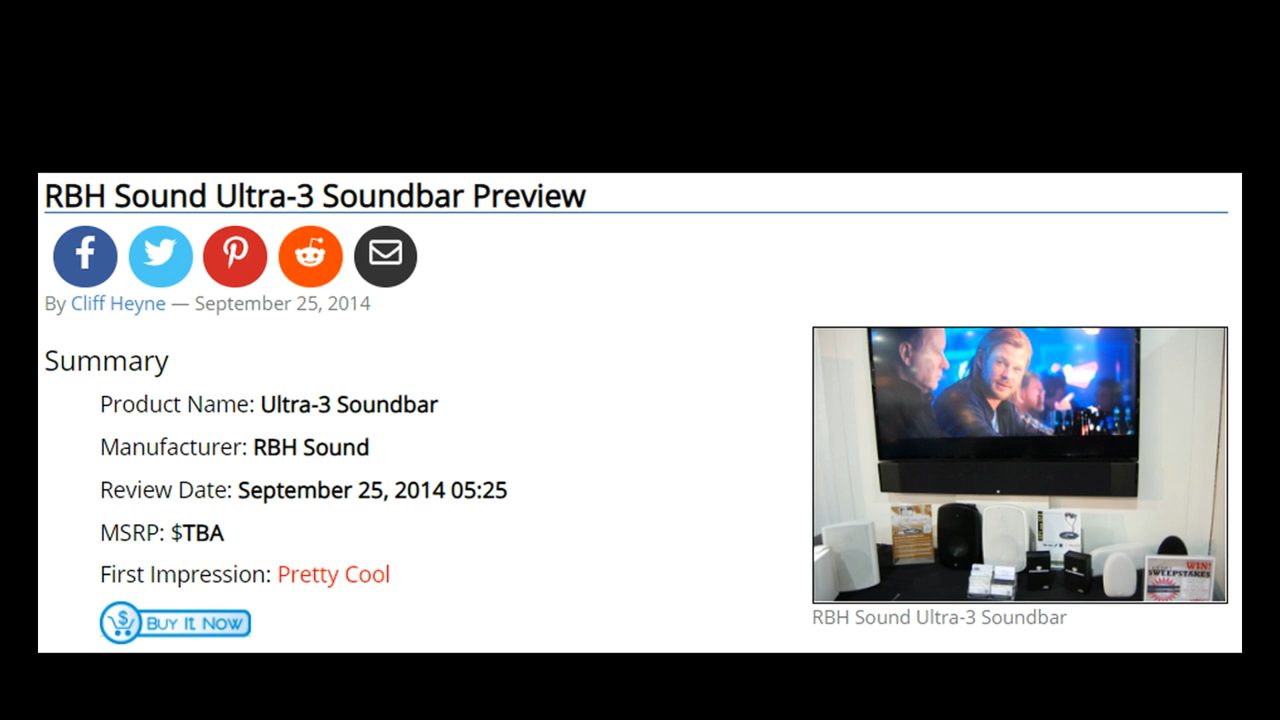 RBH Sound Ultra-3 Soundbar Preview
By Cliff Heyne — September 25, 2014
Summary
Product Name: Ultra-3 Soundbar
Manufacturer: RBH Sound
Review Date: September 25, 2014 05:25
MSRP: $TBA
First Impression: Pretty Cool
BUY IT NOW
WIN!
SWEEPSTAKES
RBH Sound Ultra-3 Soundbar